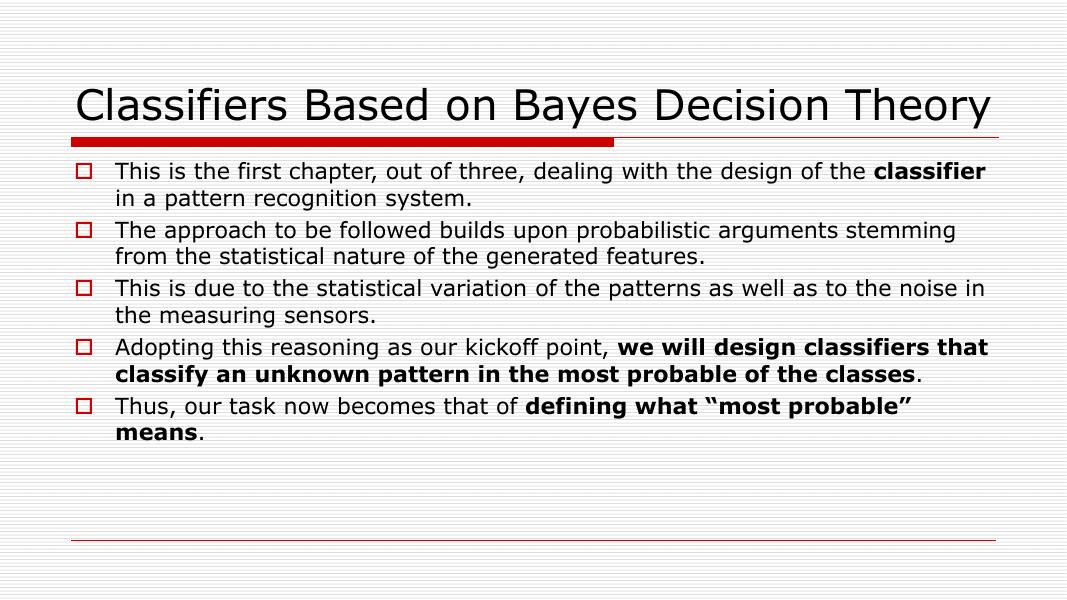 Classifiers Based on Bayes Decision Theory
This is the first chapter, out of three, dealing with the design of the classifier
in a pattern recognition system.
The approach to be followed builds upon probabilistic arguments stemming
from the statistical nature of the generated features.
This is due to the statistical variation of the patterns as well as to the noise in
the measuring sensors.
Adopting this reasoning as our kickoff point, we will design classifiers that
classify an unknown pattern in the most probable of the classes.
Thus, our task now becomes that of defining what “most probable”
means.